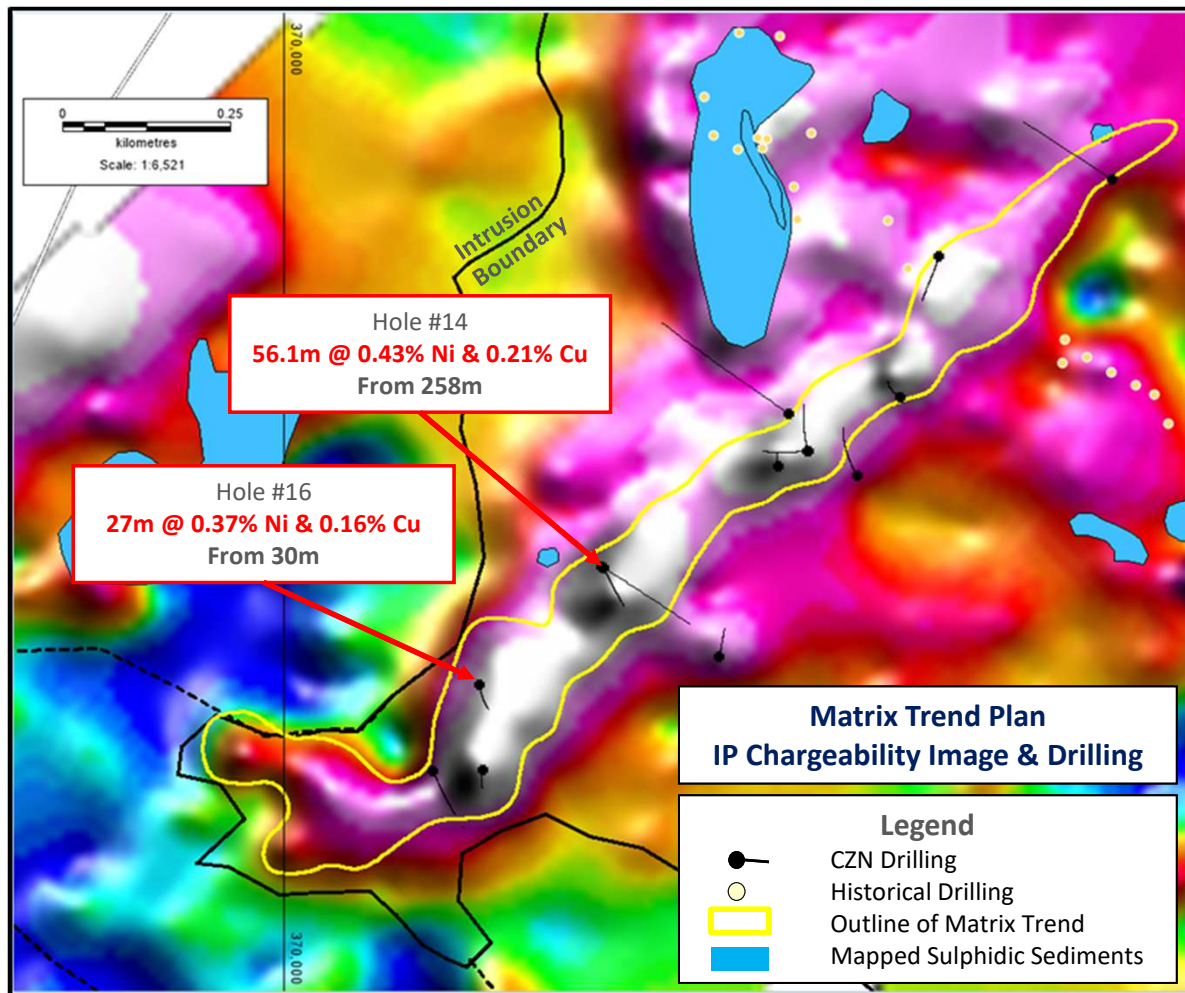 370,000
0 0.25
kilometres
Scale: 1:6,521
Intrusion
Boundary
Hole #14
56.1m @ 0.43% Ni & 0.21% Cu
From 258m
Hole #16
27m @ 0.37% Ni & 0.16% Cu
From 30m
Matrix Trend Plan
IP Chargeability Image & Drilling
Legend
CZN Drilling
Historical Drilling
Outline of Matrix Trend
Mapped Sulphidic Sediments
370,000